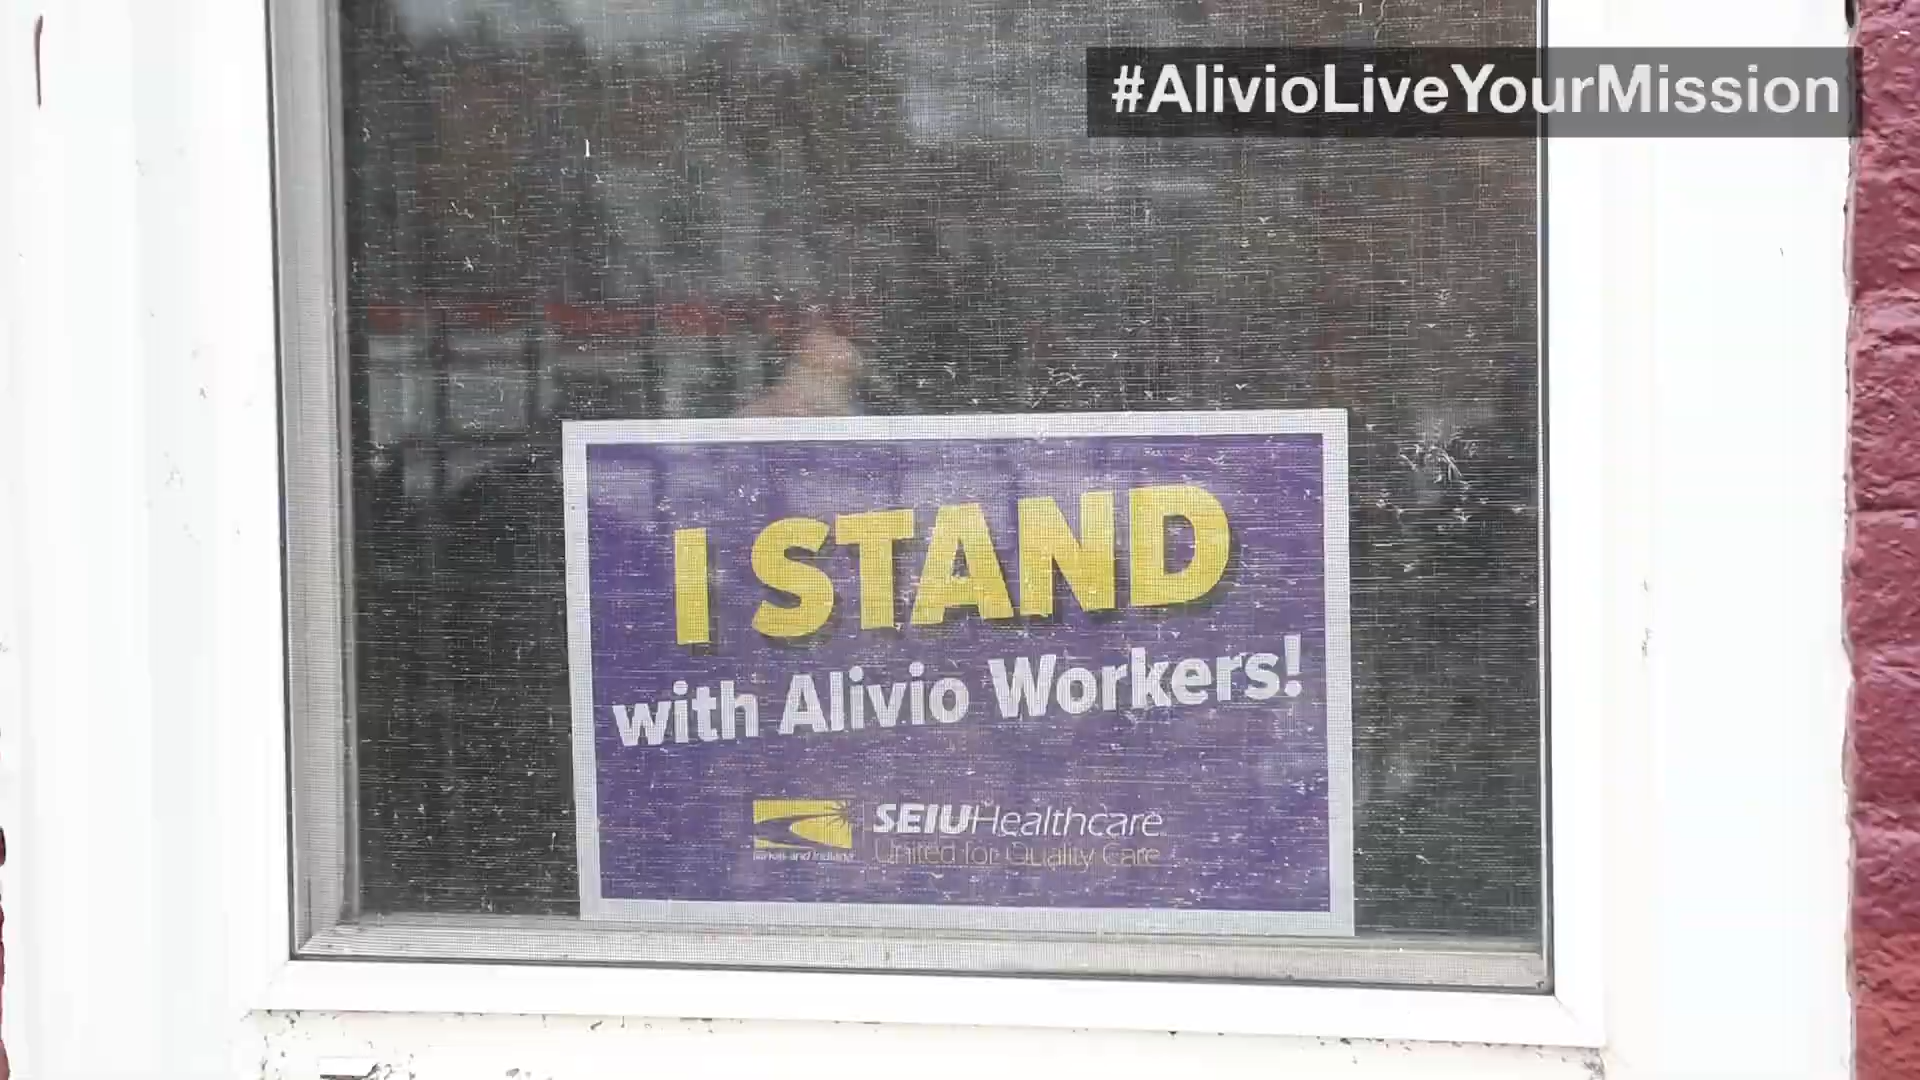 #AlivioLiveYourMission
I STAND
with Alivio Workers!
SEIUHealthcare
United for Quality Care